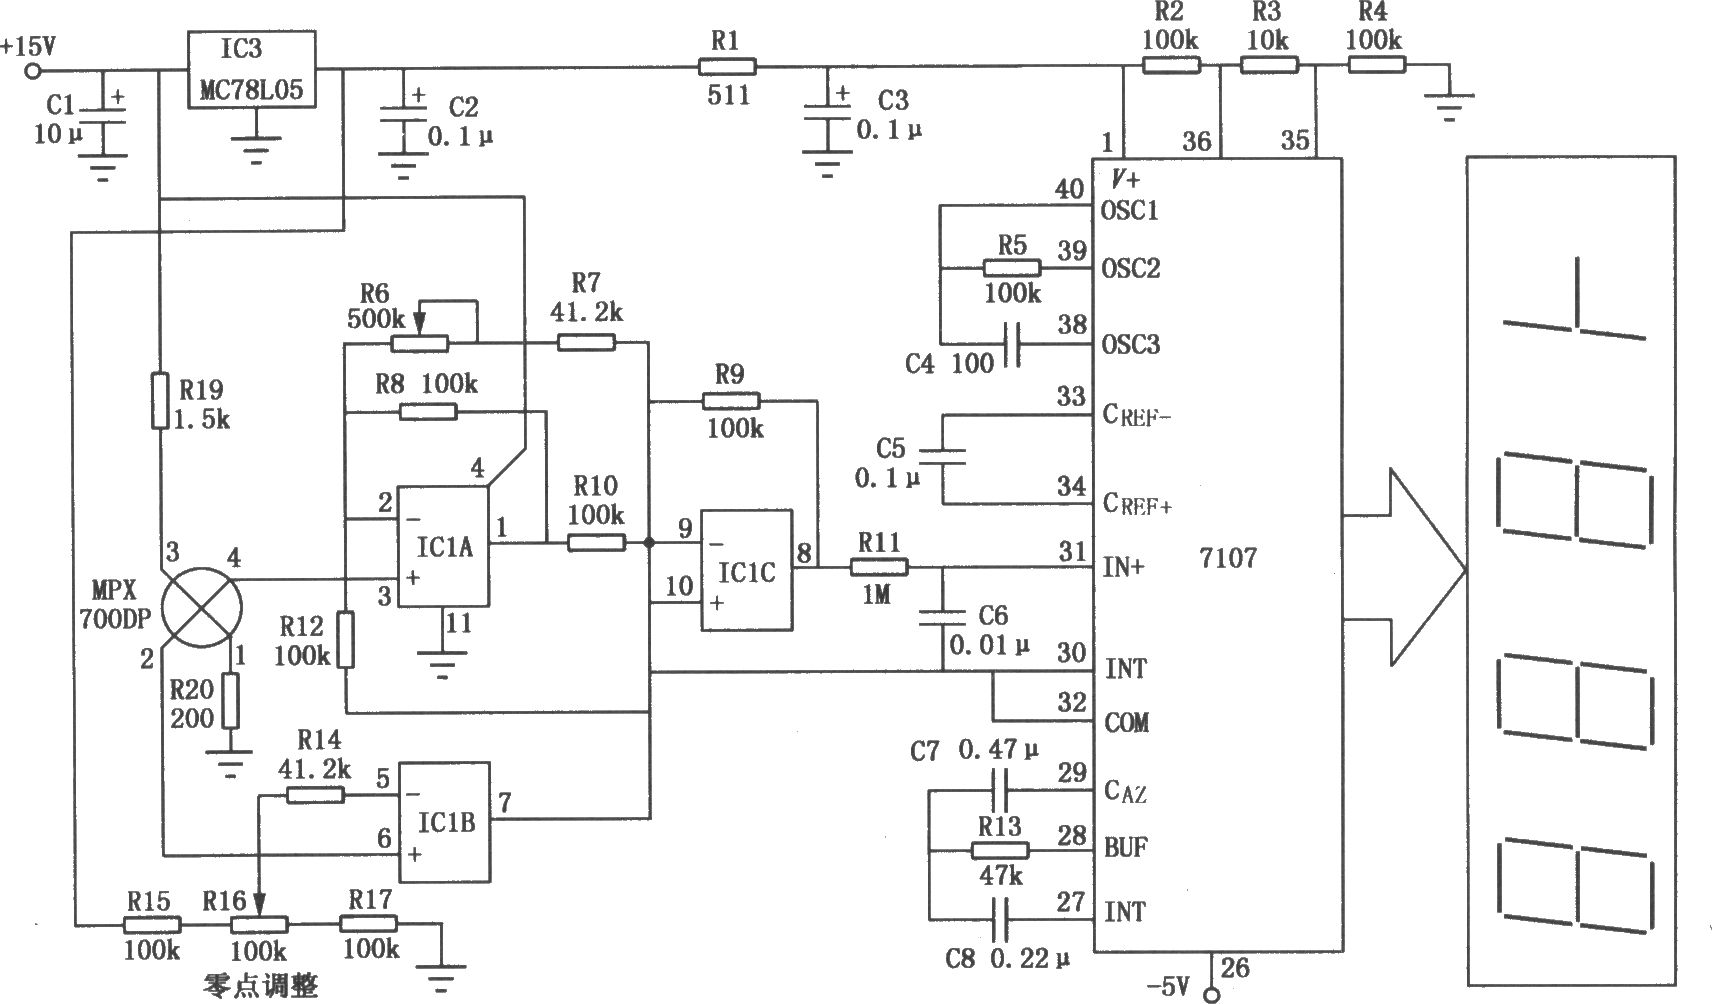 +15V
IC3
MC78L05
C1
+
10μ
+
C2
0.1μ
R1
511
+
C3
0.1μ
R2
100k
R3
10k
R4
100k
1
36
35
V+
40
OSC1
R5
100k
39
OSC2
38
OSC3
C4 100
33
CREF-
C5
0.1μ
34
CREF+
R6
500k
R7
41.2k
R8 100k
R9
100k
R19
1.5k
4
2
-
IC1A
1
+
3
11
R10
100k
9
-
IC1C
8
10
+
R11
1M
31
IN+
7107
C6
0.01μ
30
INT
32
COM
3
4
MPX
700DP
2
1
R12
100k
R20
200
R14
41.2k
5
-
IC1B
7
6
+
C7 0.47μ
29
CAZ
R13
47k
28
BUF
27
INT
C8 0.22μ
R15
100k
R16
100k
R17
100k
零点调整
-5V
26